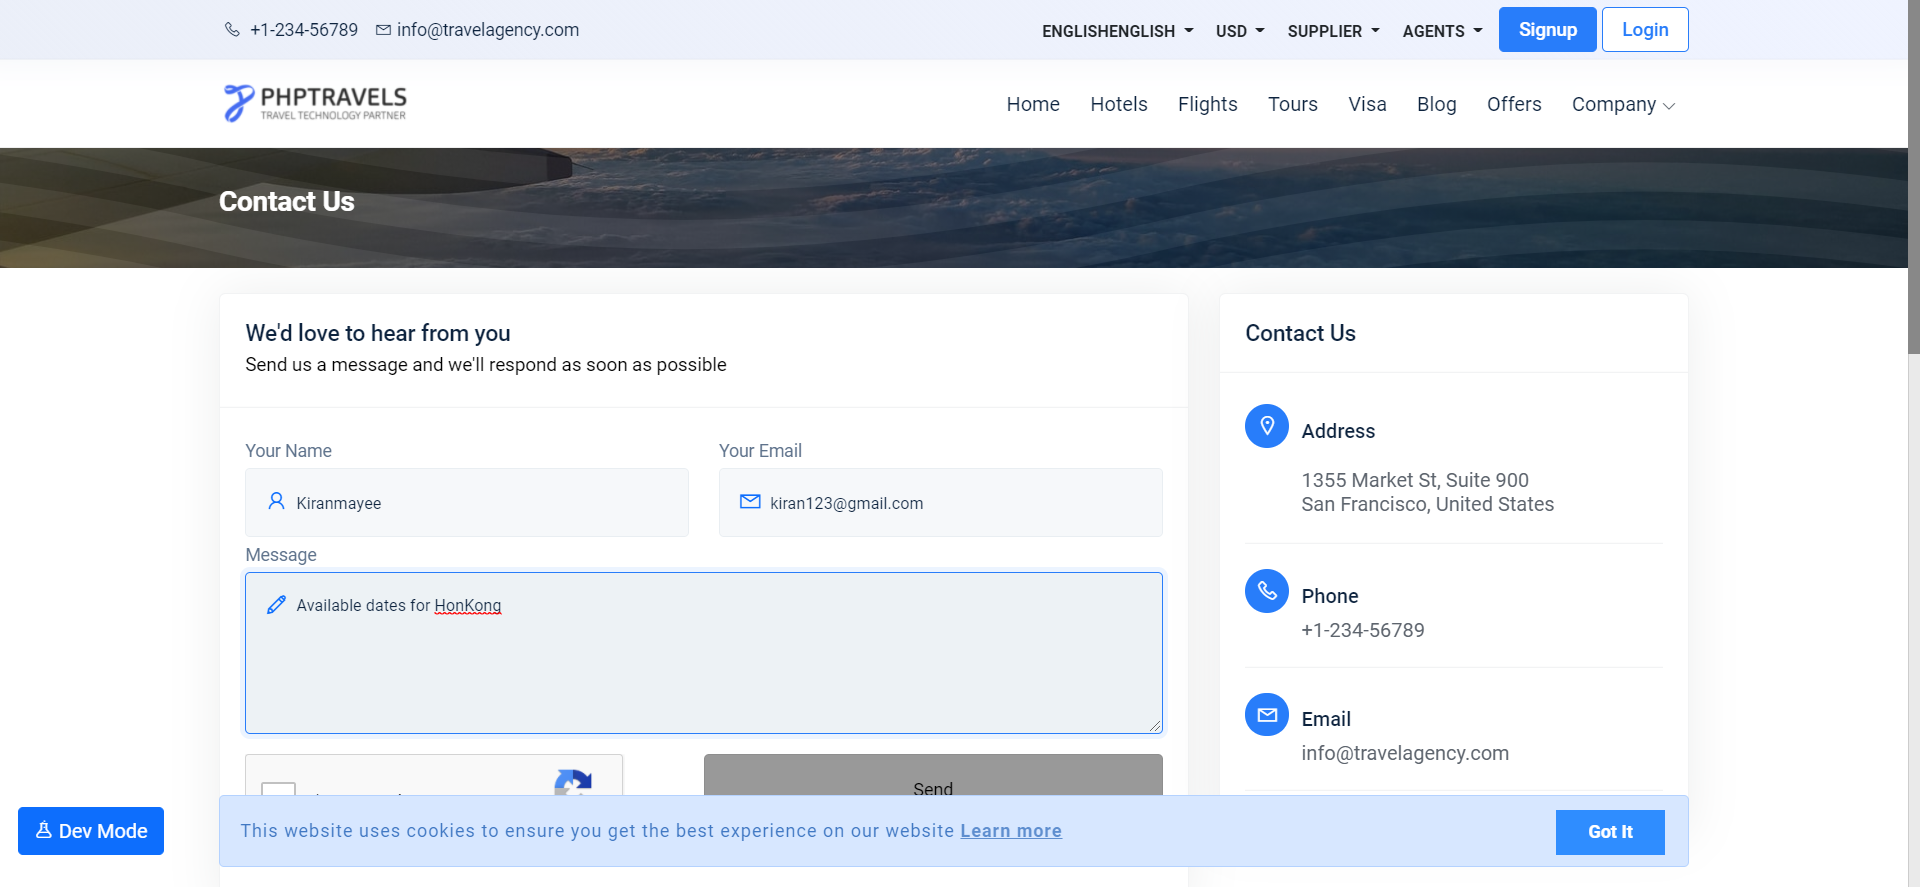 +1-234-56789 info@travelagency.com ENGLISHENGLISH USD SUPPLIER AGENTS Signup Login
PHPTRAVELS
TRAVEL TECHNOLOGY PARTNER
Home Hotels Flights Tours Visa Blog Offers Company
Contact Us
We'd love to hear from you
Send us a message and we'll respond as soon as possible
Your Name Your Email
Kiranmayee kiran123@gmail.com
Message
Available dates for HonKong
Send
Contact Us
Address
1355 Market St, Suite 900
San Francisco, United States
Phone
+1-234-56789
Email
info@travelagency.com
Dev Mode
This website uses cookies to ensure you get the best experience on our website Learn more
Got It